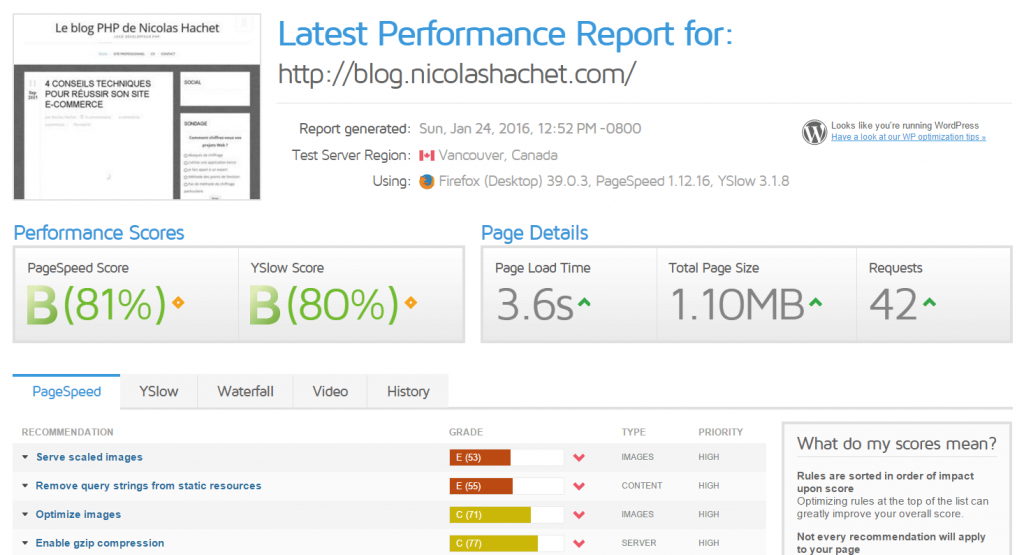 Le blog PHP de Nicolas Hachet
Latest Performance Report for:
http://blog.nicolashachet.com/
4 CONSEILS TECHNIQUES
POUR RÉUSSIR SON SITE
E-COMMERCE
SOCIAL
SONDAGE
Report generated: Sun, Jan 24, 2016, 12:52 PM -0800
Test Server Region: Vancouver, Canada
Using: Firefox (Desktop) 39.0.3, PageSpeed 1.12.16, YSlow 3.1.8
Looks like you're running WordPress
Have a look at our WP optimization tips »
Performance Scores
PageSpeed Score
B (81%)
YSlow Score
B (80%)
Page Details
Page Load Time
3.6s
Total Page Size
1.10MB
Requests
42
PageSpeed YSlow Waterfall Video History
RECOMMENDATION GRADE TYPE PRIORITY
Serve scaled images E (53) IMAGES HIGH
Remove query strings from static resources E (55) CONTENT HIGH
Optimize images C (71) IMAGES HIGH
Enable gzip compression C (77) SERVER HIGH
What do my scores mean?
Rules are sorted in order of impact
upon score
Optimizing rules at the top of the list can
greatly improve your overall score.
Not every recommendation will apply
to your page